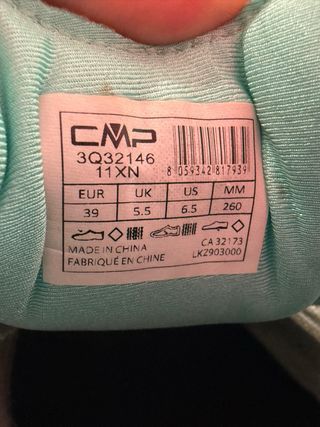 CMP
3Q32146
11XN
8 059342 817939
EUR UK US MM
39 5.5 6.5 260
MADE IN CHINA CA 32173
FABRIQUÉ EN CHINE LKZ903000